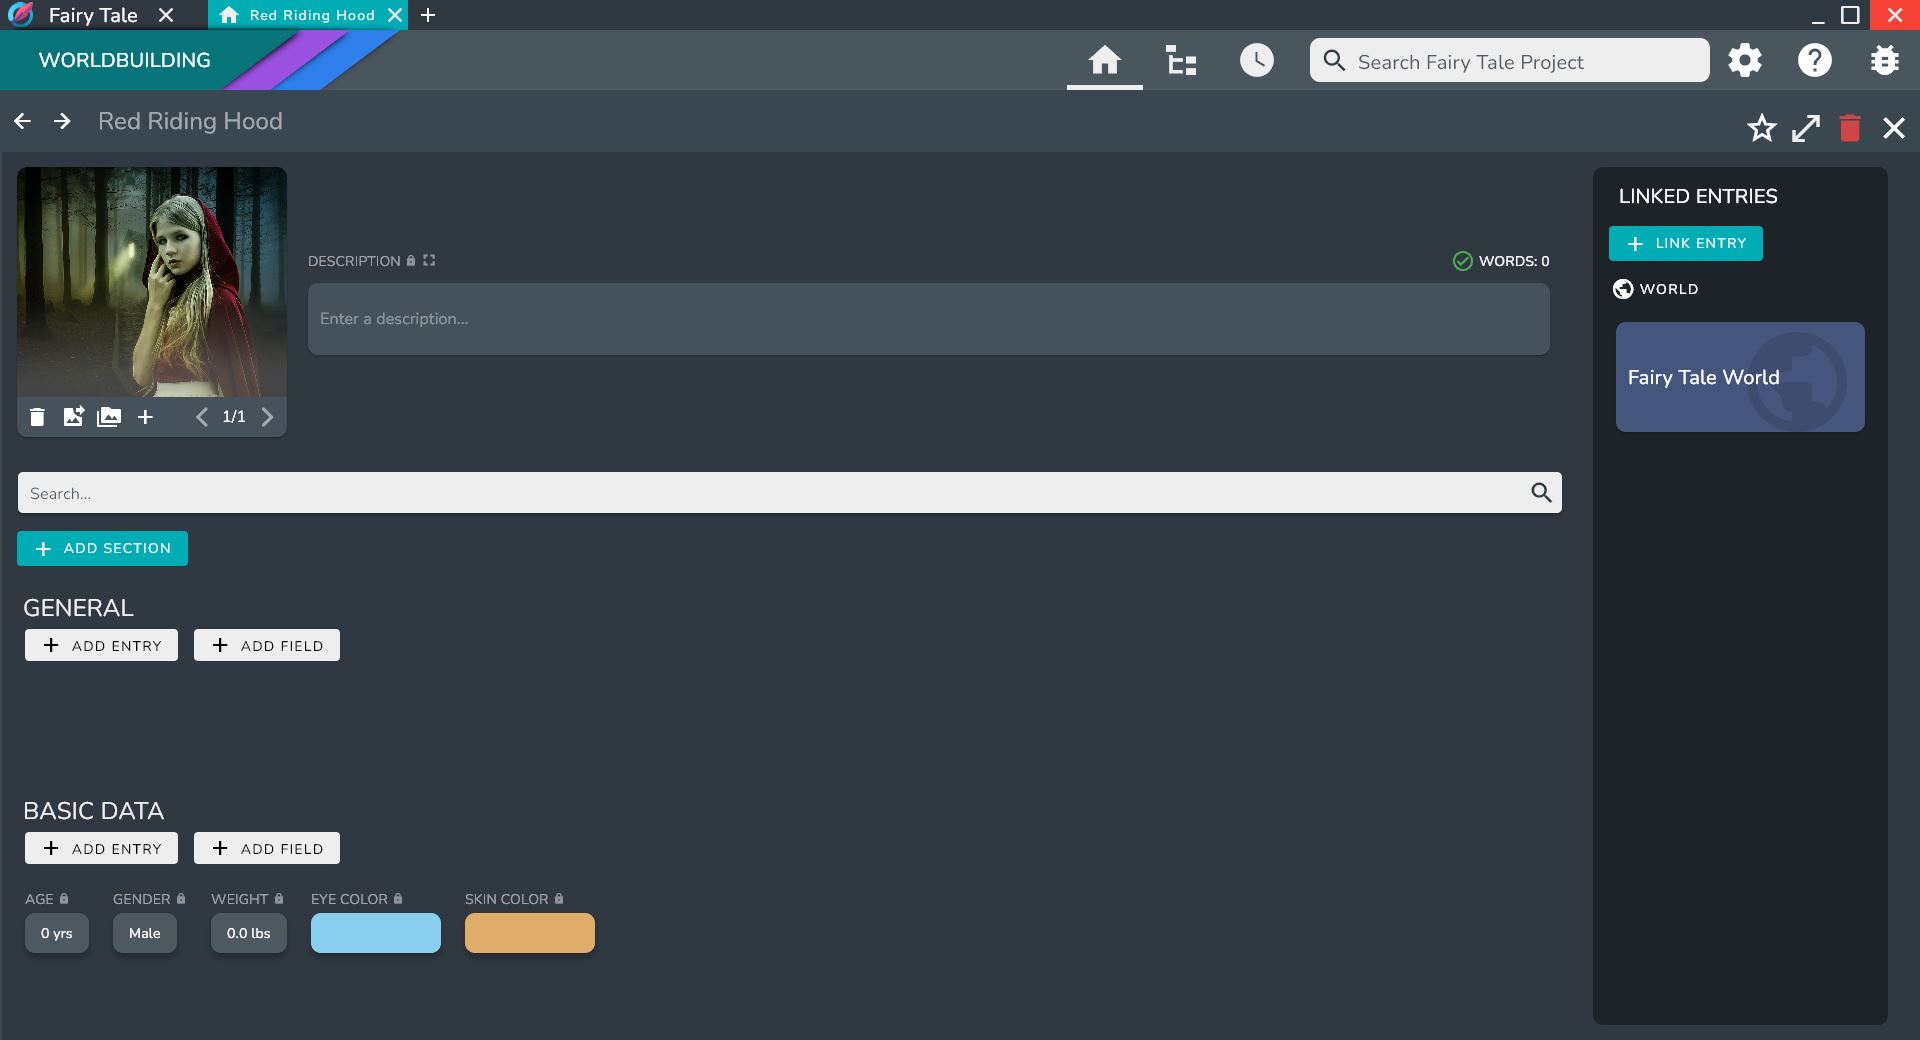 Fairy Tale
Red Riding Hood
WORLDBUILDING
Search Fairy Tale Project
Red Riding Hood
DESCRIPTION
WORDS: 0
Enter a description...
1/1
LINKED ENTRIES
LINK ENTRY
WORLD
Fairy Tale World
Search...
ADD SECTION
GENERAL
ADD ENTRY ADD FIELD
BASIC DATA
ADD ENTRY ADD FIELD
AGE GENDER WEIGHT EYE COLOR SKIN COLOR
0 yrs Male 0.0 lbs